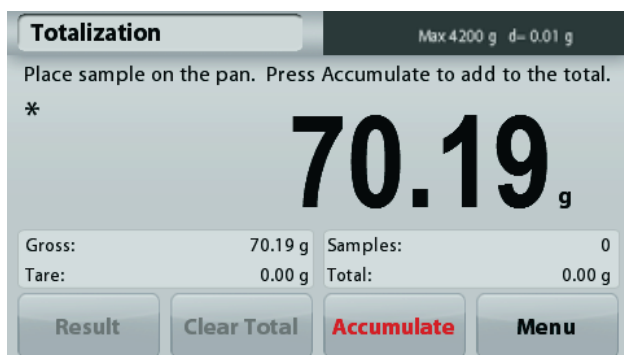 Totalization Max 4200 g d= 0.01 g
Place sample on the pan. Press Accumulate to add to the total.
*
70.19 g
Gross: 70.19 g Samples: 0
Tare: 0.00 g Total: 0.00 g
Result Clear Total Accumulate Menu